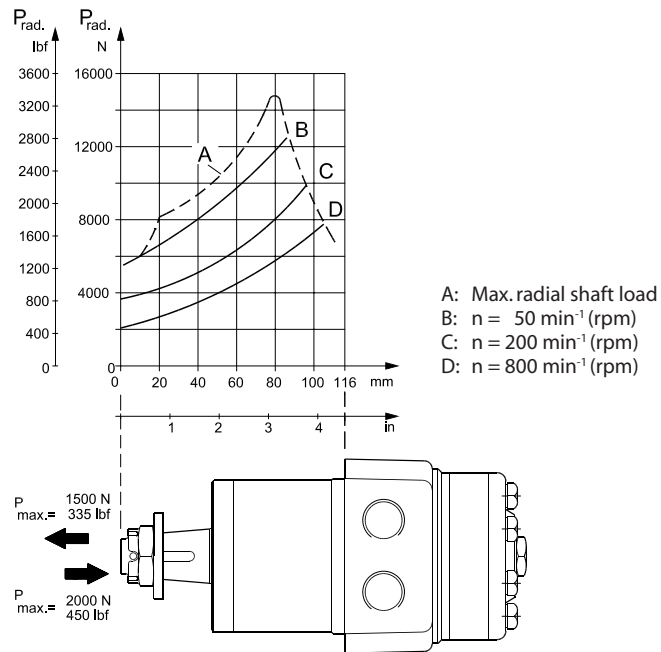 P rad. P rad.
lbf N
3600 16000
3200
2800 12000
2400
2000
1600 8000
1200
800 4000
400
0 0
A
B
C
D
0 20 40 60 80 100 116 mm
1 2 3 4 in
A: Max. radial shaft load
B: n = 50 min⁻¹ (rpm)
C: n = 200 min⁻¹ (rpm)
D: n = 800 min⁻¹ (rpm)
P max.= 1500 N
335 lbf
P max.= 2000 N
450 lbf